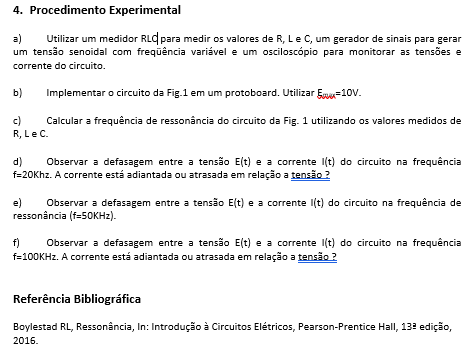 4. Procedimento Experimental
a) Utilizar um medidor RLC para medir os valores de R, L e C, um gerador de sinais para gerar
um tensão senoidal com freqüência variável e um osciloscópio para monitorar as tensões e
corrente do circuito.
b) Implementar o circuito da Fig.1 em um protoboard. Utilizar Emax=10V.
c) Calcular a frequência de ressonância do circuito da Fig. 1 utilizando os valores medidos de
R, L e C.
d) Observar a defasagem entre a tensão E(t) e a corrente I(t) do circuito na frequência
f=20Khz. A corrente está adiantada ou atrasada em relação a tensão ?
e) Observar a defasagem entre a tensão E(t) e a corrente I(t) do circuito na frequência de
ressonância (f=50KHz).
f) Observar a defasagem entre a tensão E(t) e a corrente I(t) do circuito na frequência
f=100KHz. A corrente está adiantada ou atrasada em relação a tensão ?
Referência Bibliográfica
Boylestad RL, Ressonância, In: Introdução à Circuitos Elétricos, Pearson-Prentice Hall, 13ª edição,
2016.